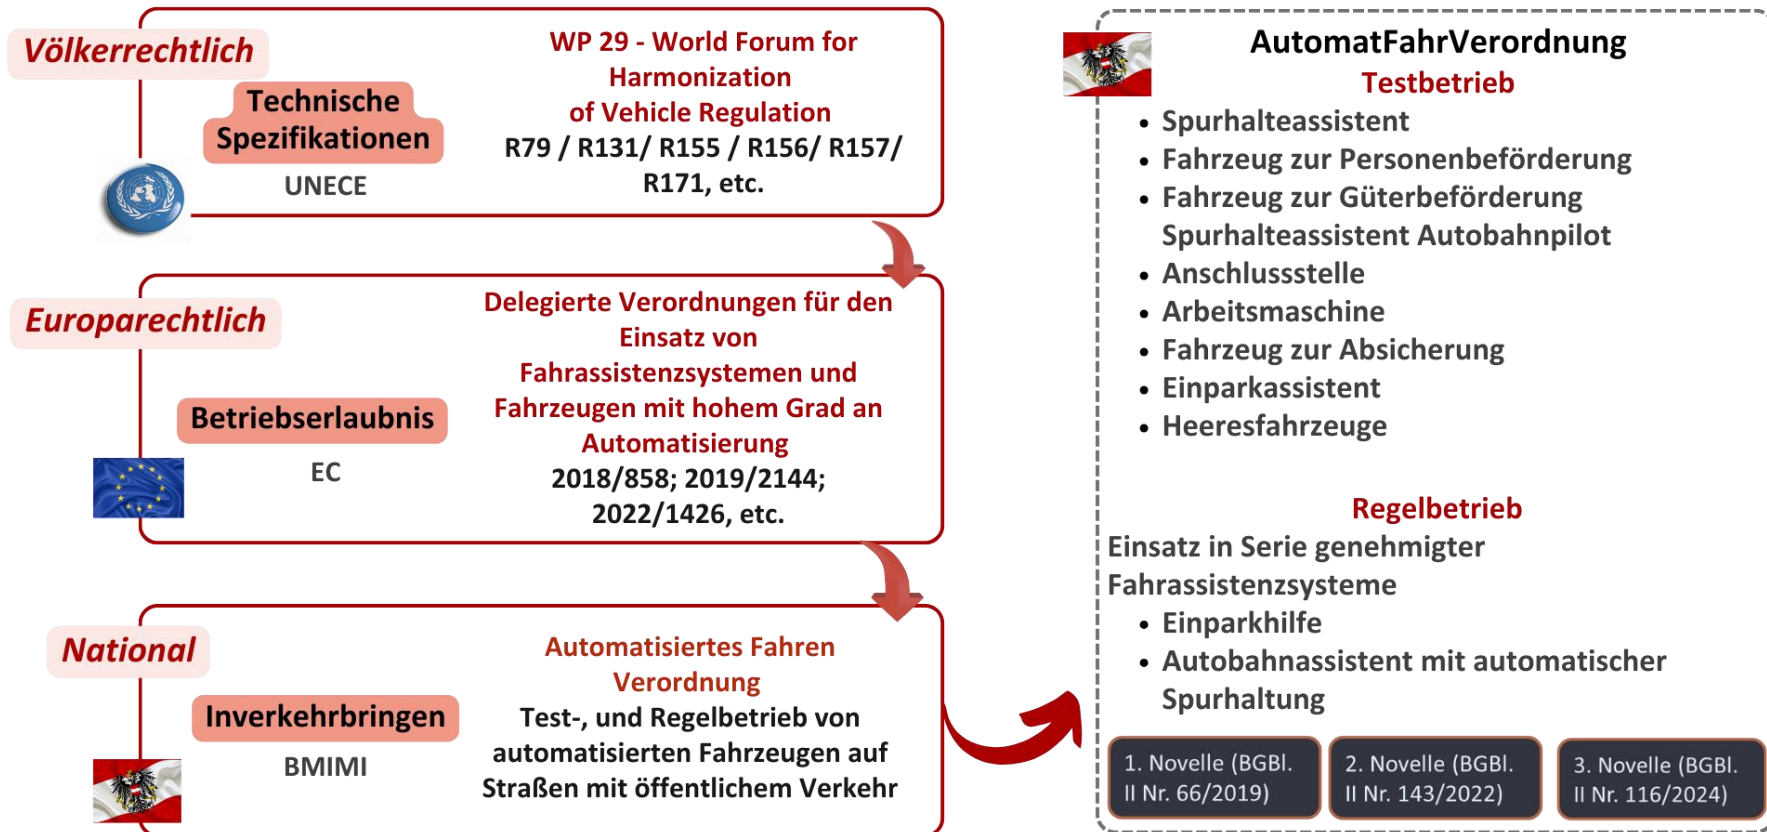 Völkerrechtlich
Technische
Spezifikationen
UNECE
WP 29 - World Forum for
Harmonization
of Vehicle Regulation
R79 / R131/ R155 / R156/ R157/
R171, etc.
Europarechtlich
Betriebserlaubnis
EC
Delegierte Verordnungen für den
Einsatz von
Fahrassistenzsystemen und
Fahrzeugen mit hohem Grad an
Automatisierung
2018/858; 2019/2144;
2022/1426, etc.
National
Inverkehrbringen
BMIMI
Automatisiertes Fahren
Verordnung
Test-, und Regelbetrieb von
automatisierten Fahrzeugen auf
Straßen mit öffentlichem Verkehr
AutomatFahrVerordnung
Testbetrieb
• Spurhalteassistent
• Fahrzeug zur Personenbeförderung
• Fahrzeug zur Güterbeförderung
Spurhalteassistent Autobahnpilot
• Anschlussstelle
• Arbeitsmaschine
• Fahrzeug zur Absicherung
• Einparkassistent
• Heeresfahrzeuge
Regelbetrieb
Einsatz in Serie genehmigter
Fahrassistenzsysteme
• Einparkhilfe
• Autobahnassistent mit automatischer
Spurhaltung
1. Novelle (BGBl.
II Nr. 66/2019)
2. Novelle (BGBl.
II Nr. 143/2022)
3. Novelle (BGBl.
II Nr. 116/2024)